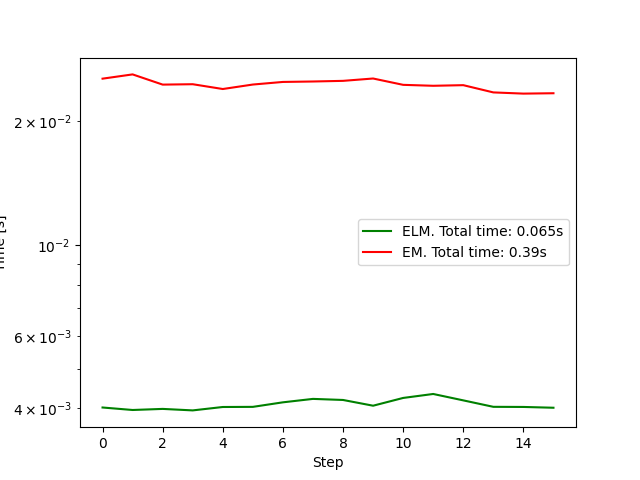 2 × 10⁻²
10⁻²
6 × 10⁻³
4 × 10⁻³
[s]
ELM. Total time: 0.065s
EM. Total time: 0.39s
0 2 4 6 8 10 12 14
Step